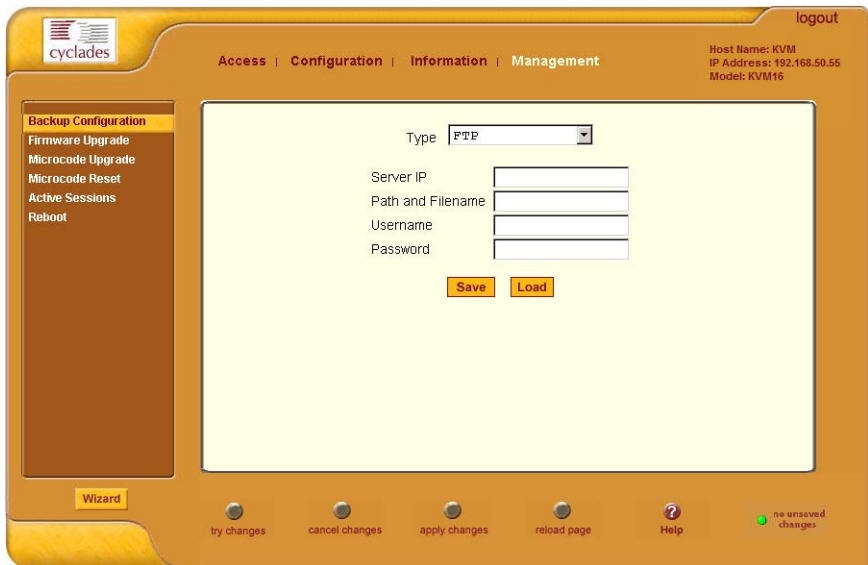 logout
cyclades
Access | Configuration | Information | Management
Host Name: KVM
IP Address: 192.168.50.55
Model: KVM16
Backup Configuration
Firmware Upgrade
Microcode Upgrade
Microcode Reset
Active Sessions
Reboot
Type FTP
Server IP
Path and Filename
Username
Password
Save Load
Wizard
try changes cancel changes apply changes reload page Help no unsaved
changes